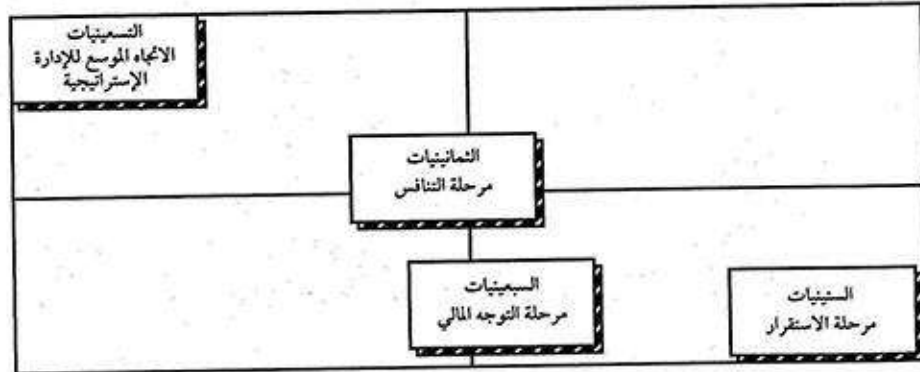 التسعينيات
الاتجاه الموسع للإدارة
الإستراتيجية
الثمانينيات
مرحلة التنافس
السبعينيات
مرحلة التوجه المالي
الستينيات
مرحلة الاستقرار